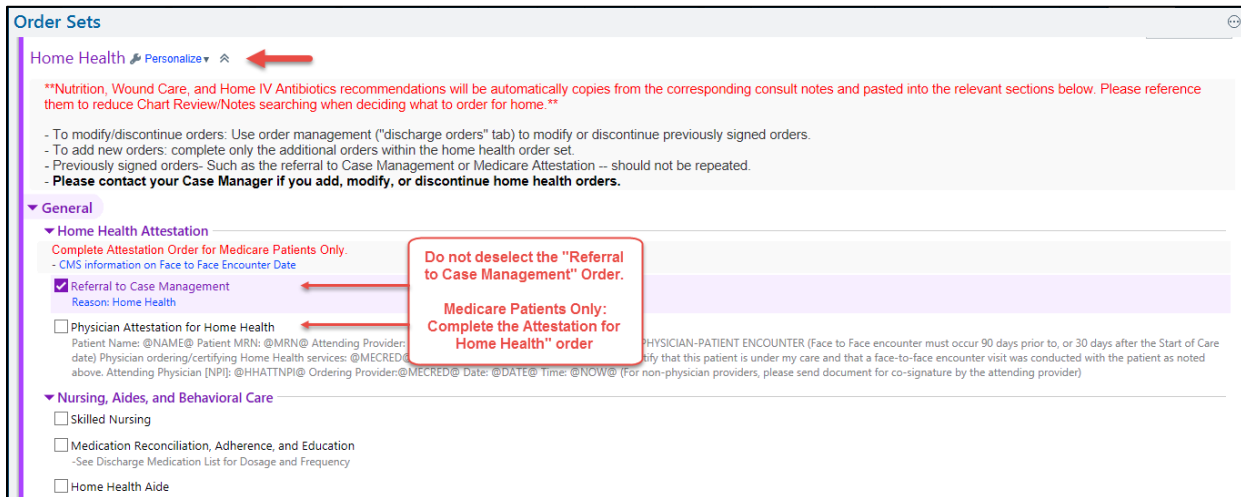 Order Sets
Home Health Personalize
**Nutrition, Wound Care, and Home IV Antibiotics recommendations will be automatically copies from the corresponding consult notes and pasted into the relevant sections below. Please reference
them to reduce Chart Review/Notes searching when deciding what to order for home.**
- To modify/discontinue orders: Use order management ("discharge orders" tab) to modify or discontinue previously signed orders.
- To add new orders: complete only the additional orders within the home health order set.
- Previously signed orders- Such as the referral to Case Management or Medicare Attestation -- should not be repeated.
- Please contact your Case Manager if you add, modify, or discontinue home health orders.
General
Home Health Attestation
Complete Attestation Order for Medicare Patients Only.
- CMS information on Face to Face Encounter Date
Referral to Case Management
Reason: Home Health
Do not deselect the "Referral
to Case Management" Order.
Medicare Patients Only:
Complete the Attestation for
Home Health" order
Physician Attestation for Home Health
Patient Name: @NAME@ Patient MRN: @MRN@ Attending Provider: PHYSICIAN-PATIENT ENCOUNTER (Face to Face encounter must occur 90 days prior to, or 30 days after the Start of Care
date) Physician ordering/certifying Home Health services: @MECRED@ tify that this patient is under my care and that a face-to-face encounter visit was conducted with the patient as noted
above. Attending Physician [NPI]: @HHATTNPI@ Ordering Provider:@MECRED@ Date: @DATE@ Time: @NOW@ (For non-physician providers, please send document for co-signature by the attending provider)
Nursing, Aides, and Behavioral Care
Skilled Nursing
Medication Reconciliation, Adherence, and Education
-See Discharge Medication List for Dosage and Frequency
Home Health Aide